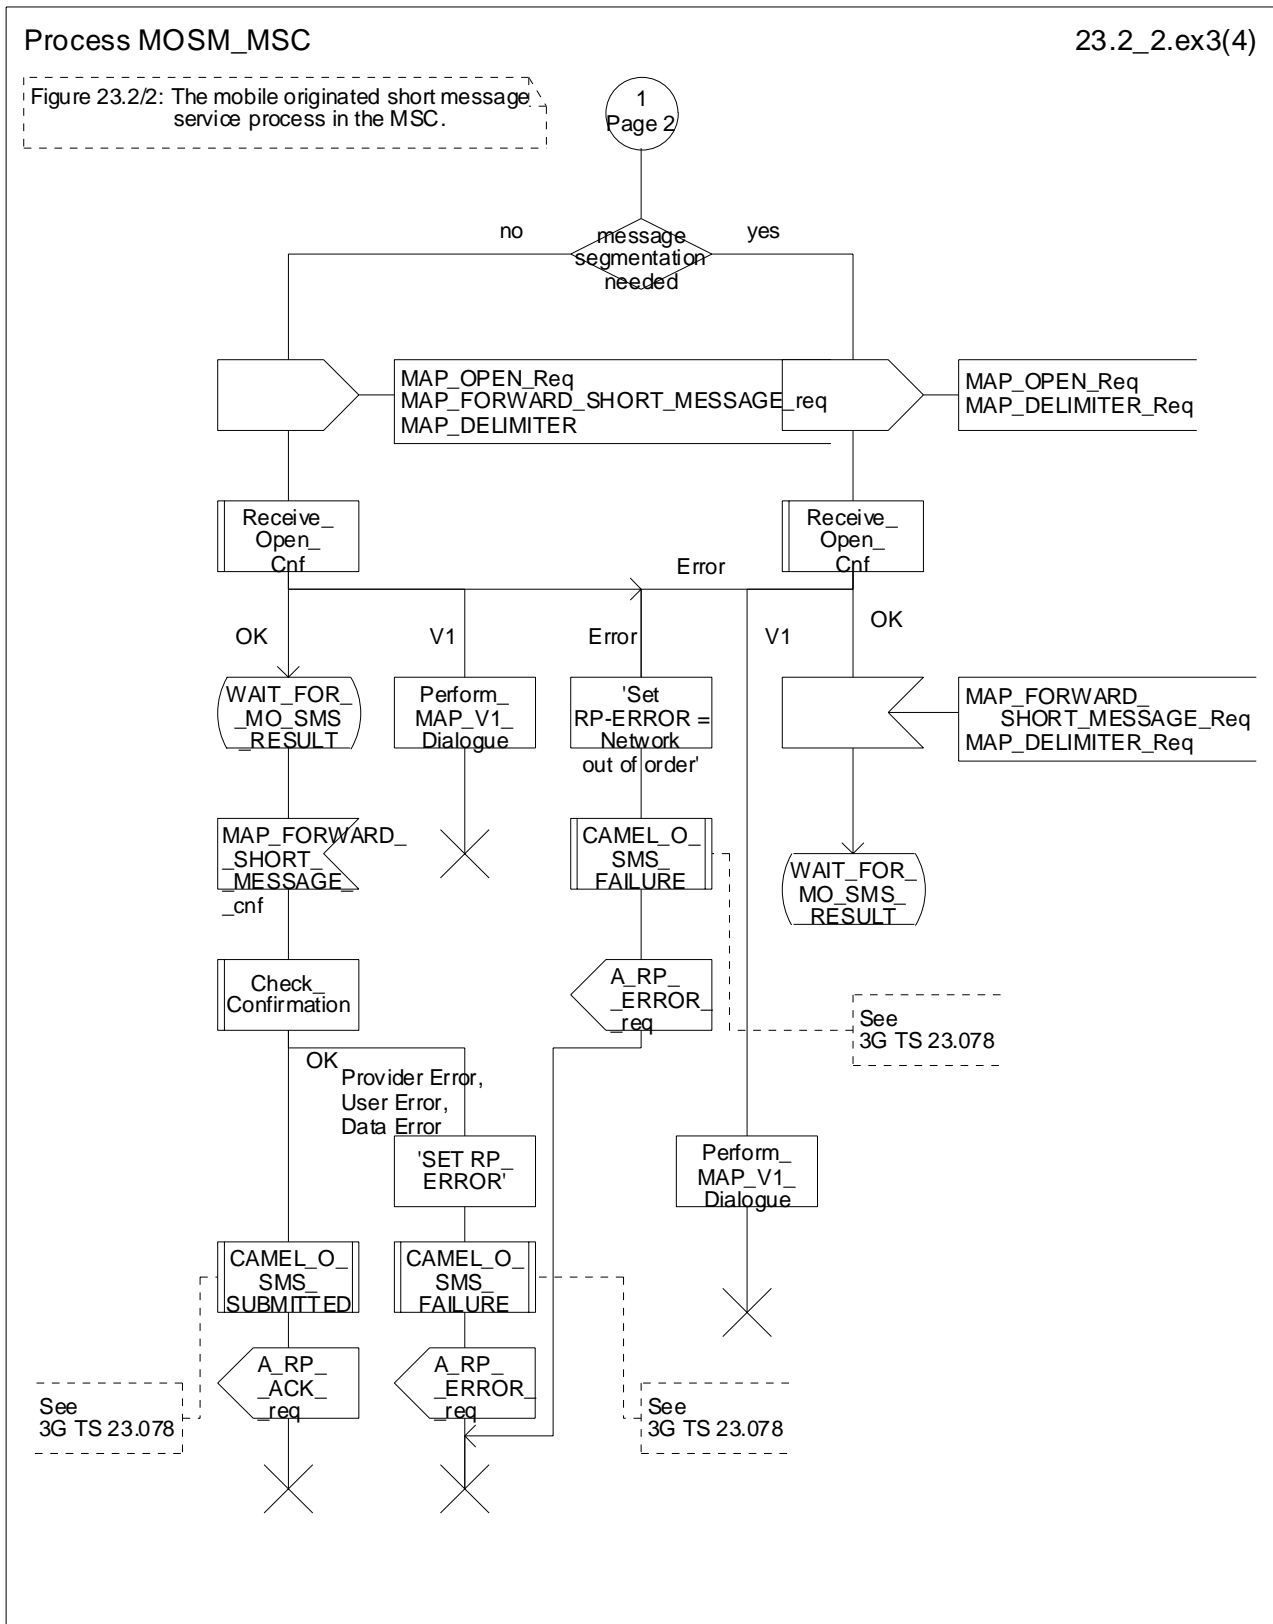 Process MOSM_MSC
23.2_2.ex3(4)
Figure 23.2/2: The mobile originated short message
service process in the MSC.
1
Page 2
no
message
segmentation
needed
yes
MAP_OPEN_Req
MAP_FORWARD_SHORT_MESSAGE_req
MAP_DELIMITER
MAP_OPEN_Req
MAP_DELIMITER_Req
Receive_
Open_
Cnf
Receive_
Open_
Cnf
Error
OK
V1
Error
V1
OK
WAIT_FOR_
_MO_SMS
_RESULT
Perform_
MAP_V1_
Dialogue
'Set
RP-ERROR =
Network
out of order'
MAP_FORWARD_
SHORT_MESSAGE_Req
MAP_DELIMITER_Req
MAP_FORWARD_
_SHORT_
_MESSAGE_
_cnf
CAMEL_O_
SMS_
FAILURE
WAIT_FOR_
MO_SMS_
RESULT
Check_
Confirmation
A_RP_
_ERROR_
_req
See
3G TS 23.078
OK
Provider Error,
User Error,
Data Error
'SET RP_
ERROR'
Perform_
MAP_V1_
Dialogue
CAMEL_O_
SMS_
SUBMITTED
CAMEL_O_
SMS_
FAILURE
A_RP_
_ACK_
_req
A_RP_
_ERROR_
_req
See
3G TS 23.078
See
3G TS 23.078